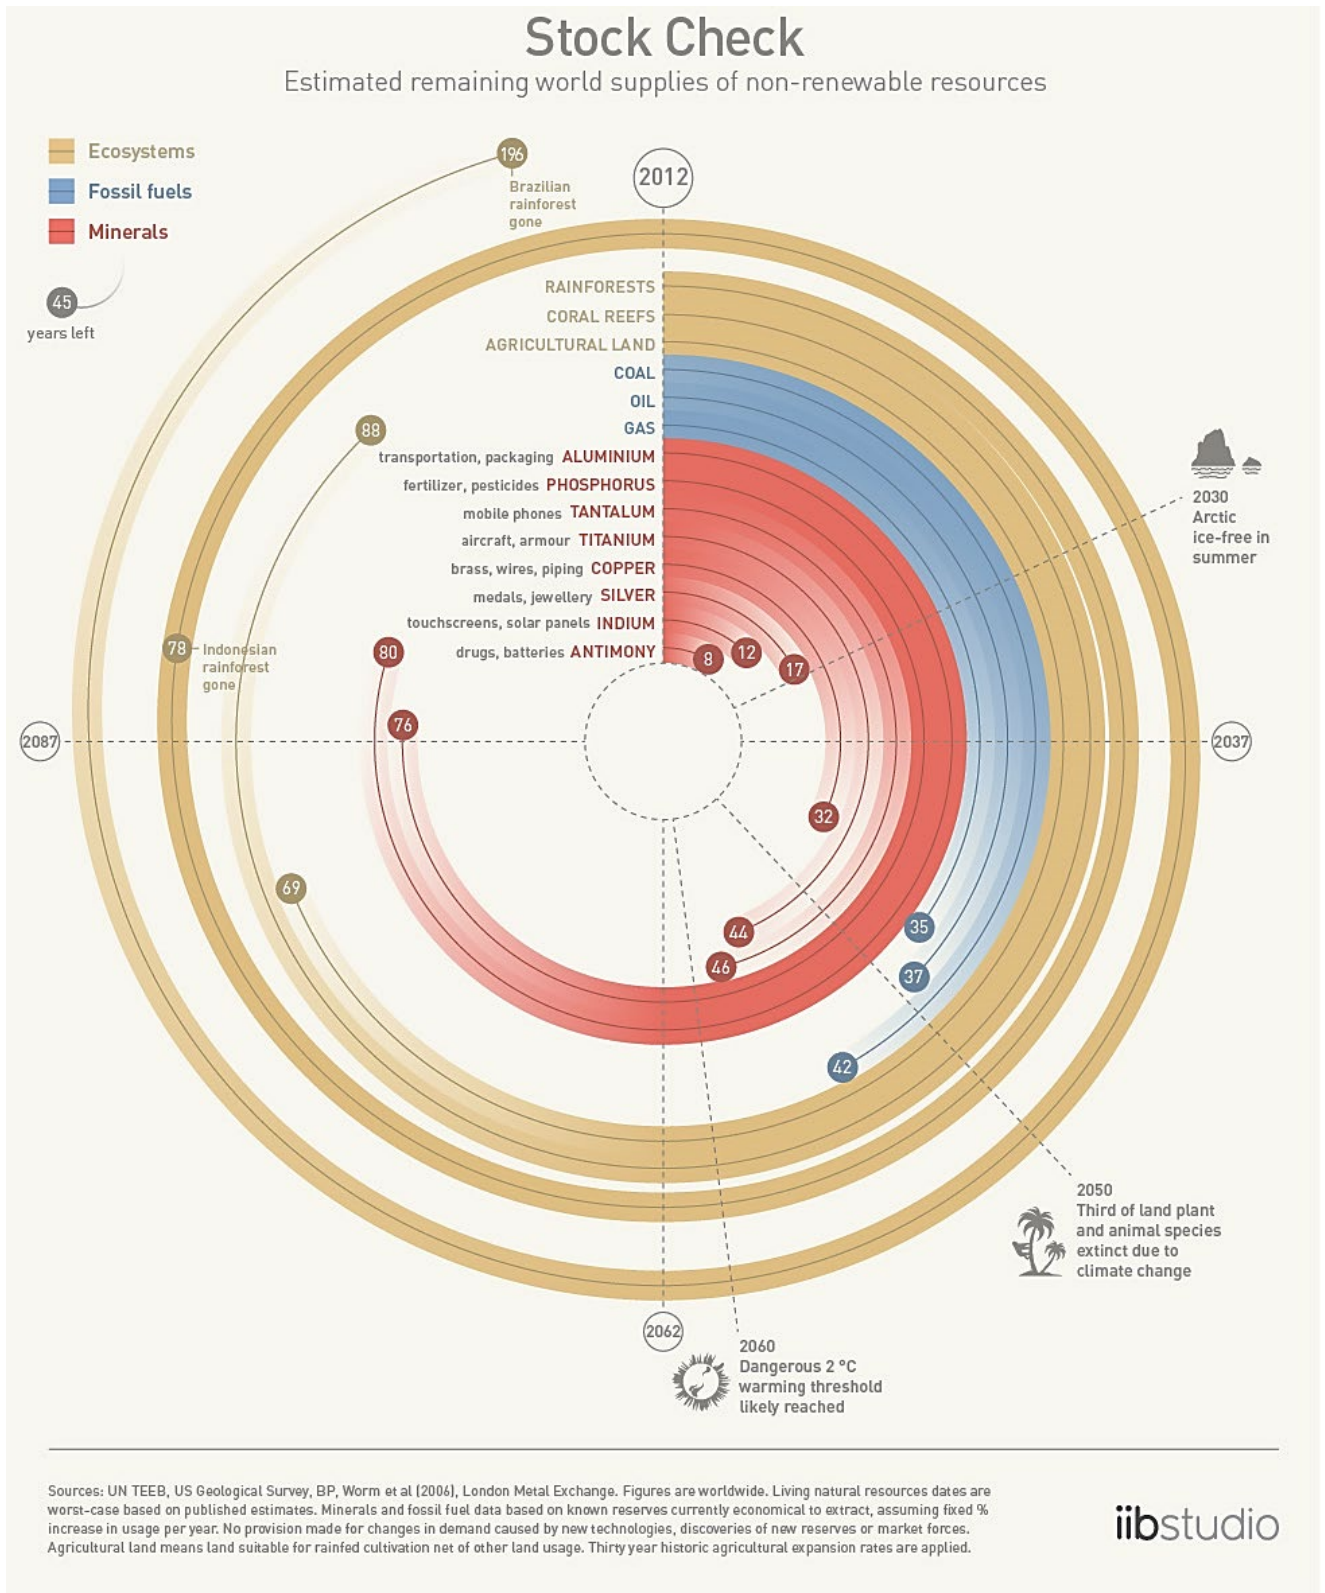 Stock Check
Estimated remaining world supplies of non-renewable resources
Ecosystems
Fossil fuels
Minerals
45
years left
196
Brazilian
rainforest
gone
2012
RAINFORESTS
CORAL REEFS
AGRICULTURAL LAND
COAL
OIL
GAS
transportation, packaging ALUMINIUM
fertilizer, pesticides PHOSPHORUS
mobile phones TANTALUM
aircraft, armour TITANIUM
brass, wires, piping COPPER
medals, jewellery SILVER
touchscreens, solar panels INDIUM
drugs, batteries ANTIMONY
88
78
Indonesian
rainforest
gone
80
76
8
12
17
2030
Arctic
ice-free in
summer
2087
2037
32
69
44
46
35
37
42
2050
Third of land plant
and animal species
extinct due to
climate change
2062
2060
Dangerous 2 °C
warming threshold
likely reached
Sources: UN TEEB, US Geological Survey, BP, Worm et al (2006), London Metal Exchange. Figures are worldwide. Living natural resources dates are
worst-case based on published estimates. Minerals and fossil fuel data based on known reserves currently economical to extract, assuming fixed %
increase in usage per year. No provision made for changes in demand caused by new technologies, discoveries of new reserves or market forces.
Agricultural land means land suitable for rainfed cultivation net of other land usage. Thirty year historic agricultural expansion rates are applied.
iibstudio